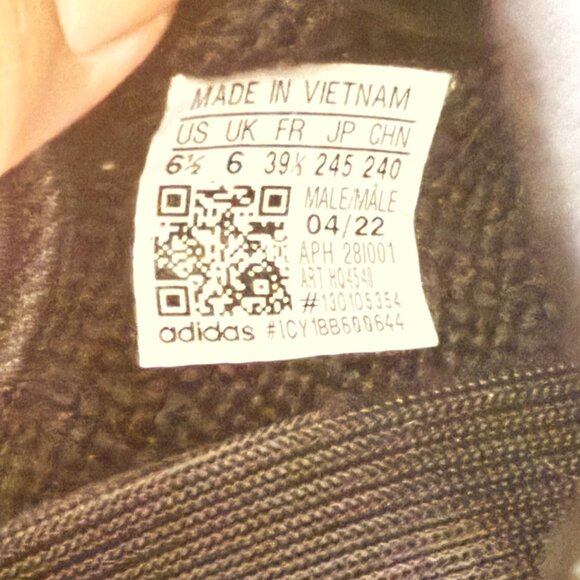 MADE IN VIETNAM
US UK FR JP CHN
6½ 6 39⅓ 245 240
MALE/MÂLE
04/22
APH 28I001
ART HQ4540
#130105354
adidas #ICY1BB600644